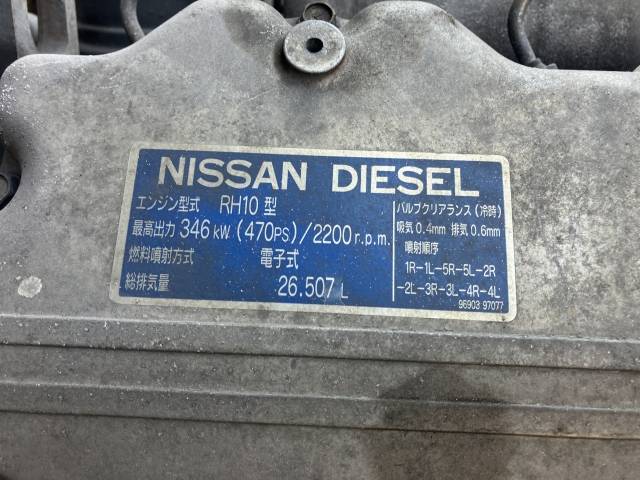 NISSAN DIESEL
エンジン型式 RH10 型
最高出力 346 kW (470PS)/2200 r.p.m.
燃料噴射方式 電子式
総排気量 26.507 L
バルブクリアランス (冷時)
吸気 0.4mm 排気 0.6mm
噴射順序
1R-1L-5R-5L-2R
-2L-3R-3L-4R-4L
96903 97077